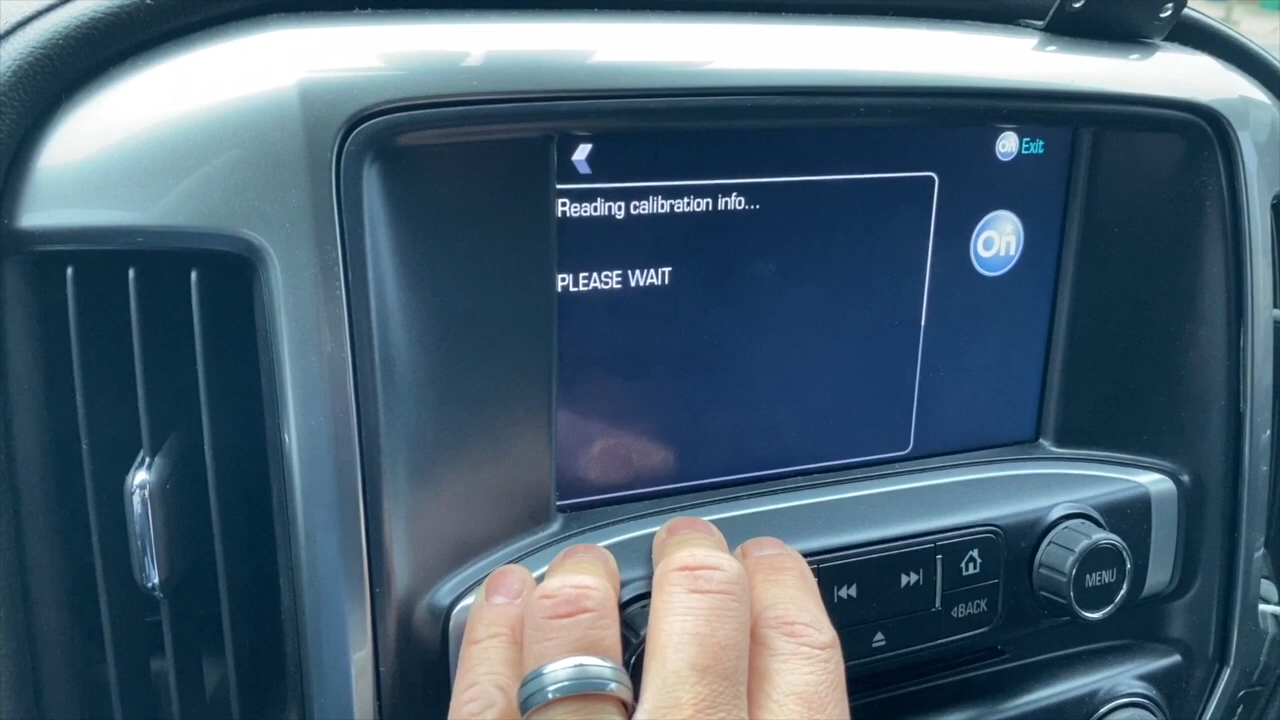 On Exit
Reading calibration info...
On
PLEASE WAIT
MENU
BACK